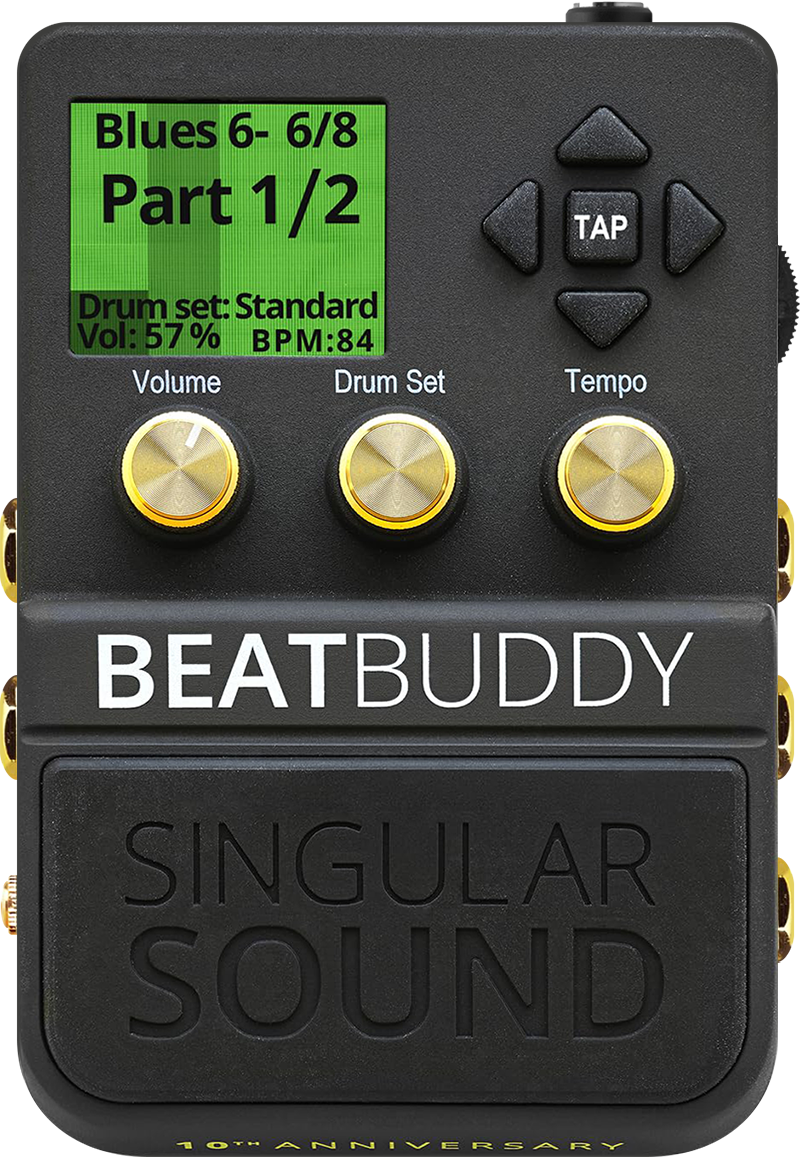 Blues 6- 6/8
Part 1/2
Drum set: Standard
Vol: 57% BPM:84
TAP
Volume Drum Set Tempo
BEATBUDDY
SINGULAR
SOUND
10TH ANNIVERSARY